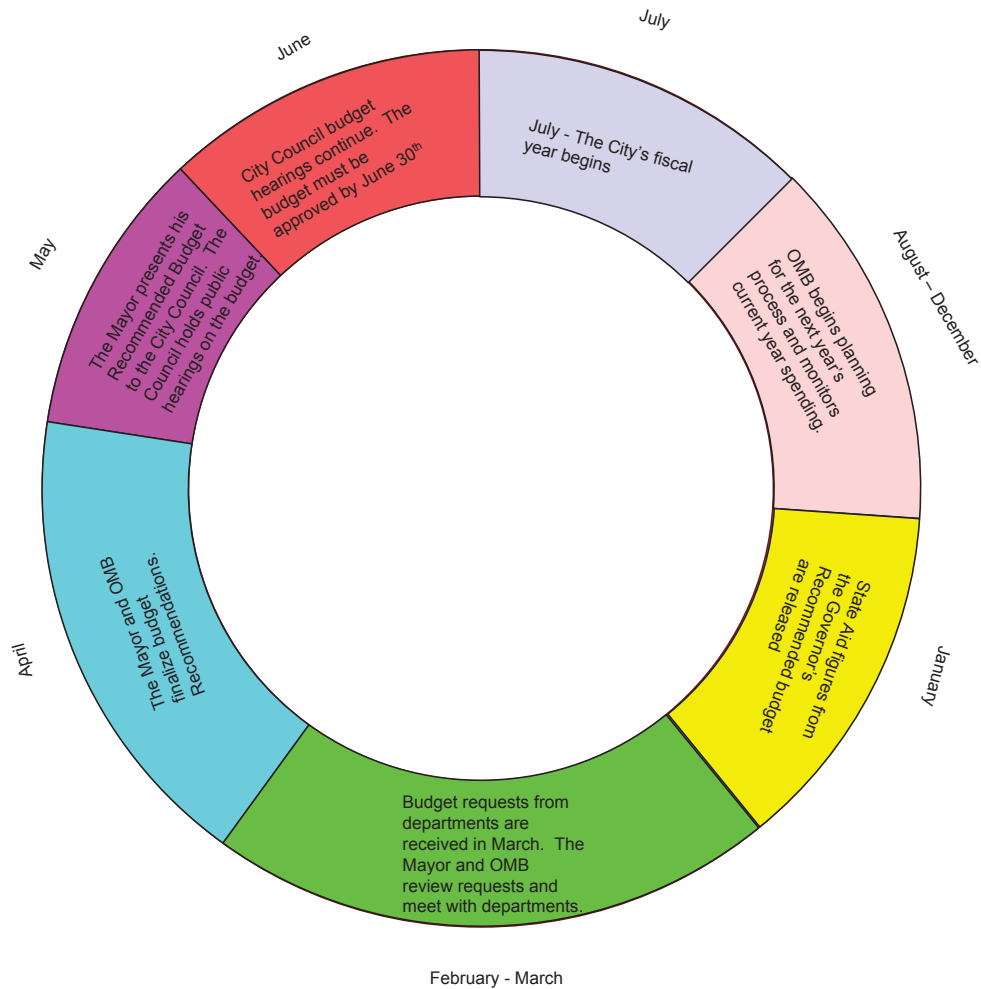 July
July - The City's fiscal
year begins
August – December
OMB begins planning
for the next year's
process and monitors
current year spending.
January
State Aid figures from
the Governor's
Recommended budget
are released
Budget requests from
departments are
received in March.  The
Mayor and OMB
review requests and
meet with departments.
February - March
April
The Mayor and OMB
finalize budget
Recommendations.
May
The Mayor presents his
Recommended Budget
to the City Council.  The
Council holds public
hearings on the budget.
June
City Council budget
hearings continue.  The
budget must be
approved by June 30th